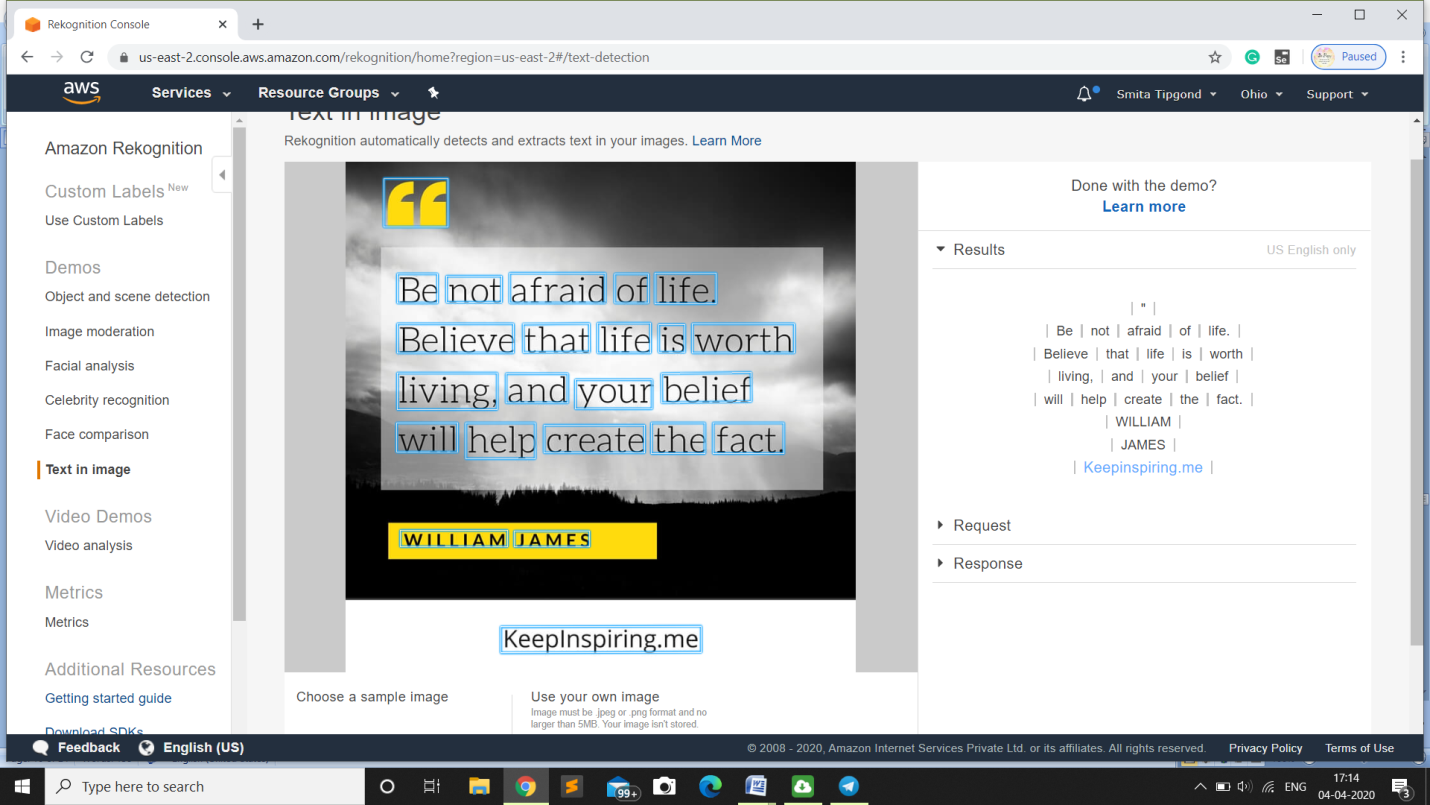 Rekognition Console
us-east-2.console.aws.amazon.com/rekognition/home?region=us-east-2#/text-detection
Se
Paused
aws
Services
Resource Groups
Smita Tipgond
Ohio
Support
Amazon Rekognition
Custom Labels New
Use Custom Labels
Demos
Object and scene detection
Image moderation
Facial analysis
Celebrity recognition
Face comparison
Text in image
Video Demos
Video analysis
Metrics
Metrics
Additional Resources
Getting started guide
Download SDKs
Text in image
Rekognition automatically detects and extracts text in your images. Learn More
“
Be not afraid of life.
Believe that life is worth
living, and your belief
will help create the fact.
WILLIAM JAMES
KeepInspiring.me
Choose a sample image
Use your own image
Image must be .jpeg or .png format and no
larger than 5MB. Your image isn't stored.
Done with the demo?
Learn more
Results
US English only
| " |
| Be | not | afraid | of | life. |
| Believe | that | life | is | worth |
| living, | and | your | belief |
| will | help | create | the | fact. |
| WILLIAM |
| JAMES |
| Keepinspiring.me |
Request
Response
Feedback
English (US)
© 2008 - 2020, Amazon Internet Services Private Ltd. or its affiliates. All rights reserved.
Privacy Policy
Terms of Use
Type here to search
99+
ENG
17:14
04-04-2020
3